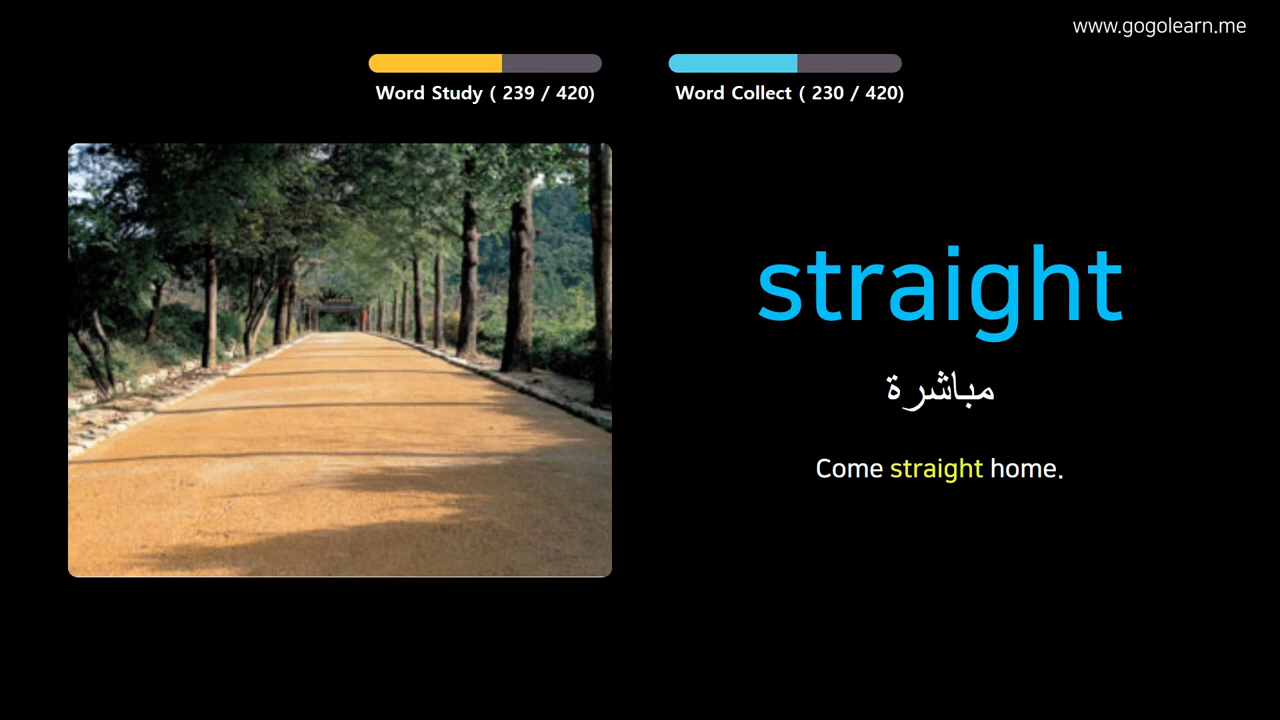 www.gogolearn.me
Word Study ( 239 / 420)
Word Collect ( 230 / 420)
straight
مباشرة
Come straight home.